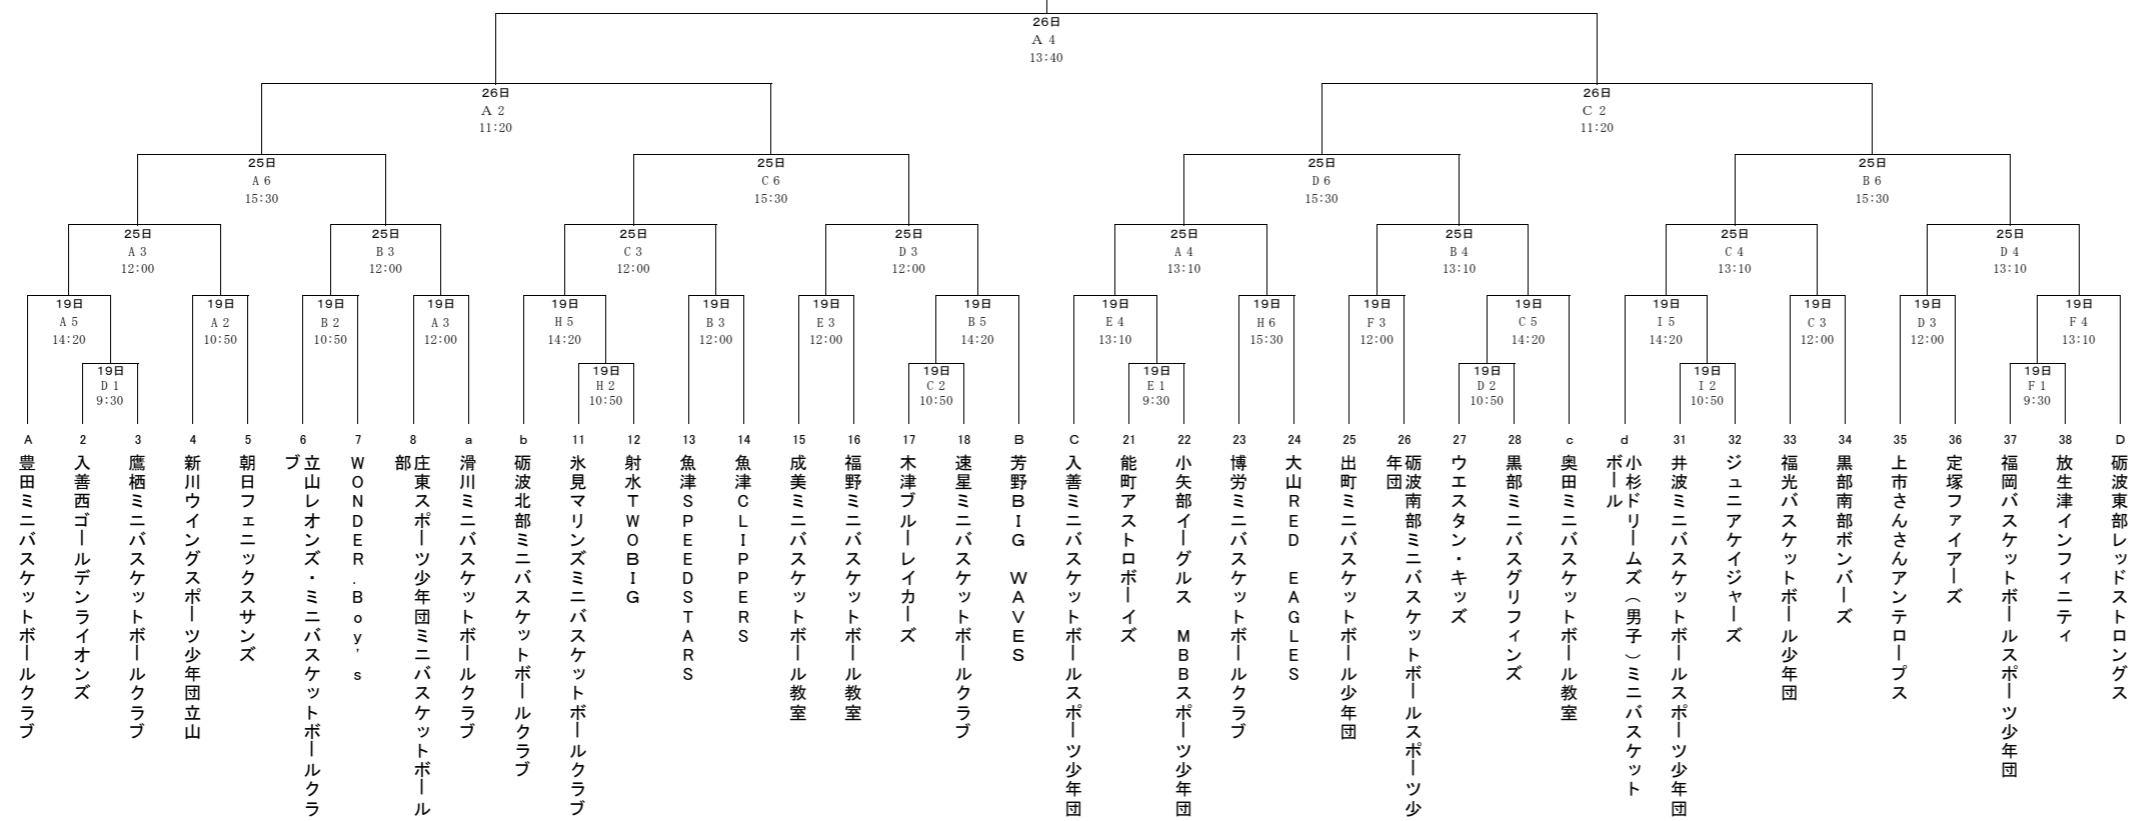 26日
A 4
13:40
26日
A 2
11:20
26日
C 2
11:20
25日
A 6
15:30
25日
C 6
15:30
25日
D 6
15:30
25日
B 6
15:30
25日
A 3
12:00
25日
B 3
12:00
25日
C 3
12:00
25日
D 3
12:00
25日
A 4
13:10
25日
B 4
13:10
25日
C 4
13:10
25日
D 4
13:10
19日
A 5
14:20
19日
A 2
10:50
19日
B 2
10:50
19日
A 3
12:00
19日
H 5
14:20
19日
B 3
12:00
19日
E 3
12:00
19日
B 5
14:20
19日
E 4
13:10
19日
H 6
15:30
19日
F 3
12:00
19日
C 5
14:20
19日
I 5
14:20
19日
C 3
12:00
19日
D 3
12:00
19日
F 4
13:10
19日
D 1
9:30
19日
H 2
10:50
19日
C 2
10:50
19日
E 1
9:30
19日
D 2
10:50
19日
I 2
10:50
19日
F 1
9:30
A
豊田ミニバスケットボールクラブ
2
入善西ゴールデンライオンズ
3
鷹栖ミニバスケットボールクラブ
4
新川ウイングスポーツ少年団立山
5
朝日フェニックスサンズ
6
立山レオンズ・ミニバスケットボールクラ
ブ
7
WONDER.Boy's
8
庄東スポーツ少年団ミニバスケットボール
部
a
滑川ミニバスケットボールクラブ
b
砺波北部ミニバスケットボールクラブ
11
氷見マリンズミニバスケットボールクラブ
12
射水TWOBIG
13
魚津SPEEDSTARS
14
魚津CLIPPERS
15
成美ミニバスケットボール教室
16
福野ミニバスケットボール教室
17
木津ブルーレイカーズ
18
速星ミニバスケットボールクラブ
B
芳野BIG WAVES
C
入善ミニバスケットボールスポーツ少年団
21
能町アストロボーイズ
22
小矢部イーグルス MBBスポーツ少年団
23
博労ミニバスケットボールクラブ
24
大山RED EAGLES
25
出町ミニバスケットボール少年団
26
砺波南部ミニバスケットボールスポーツ少
年団
27
ウエスタン・キッズ
28
黒部ミニバスグリフィンズ
c
奥田ミニバスケットボール教室
d
小杉ドリームズ(男子)ミニバスケット
ボール
31
井波ミニバスケットボールスポーツ少年団
32
ジュニアケイジャーズ
33
福光バスケットボール少年団
34
黒部南部ボンバーズ
35
上市さんさんアンテロープス
36
定塚ファイアーズ
37
福岡バスケットボールスポーツ少年団
38
放生津インフィニティ
D
砺波東部レッドストロングス